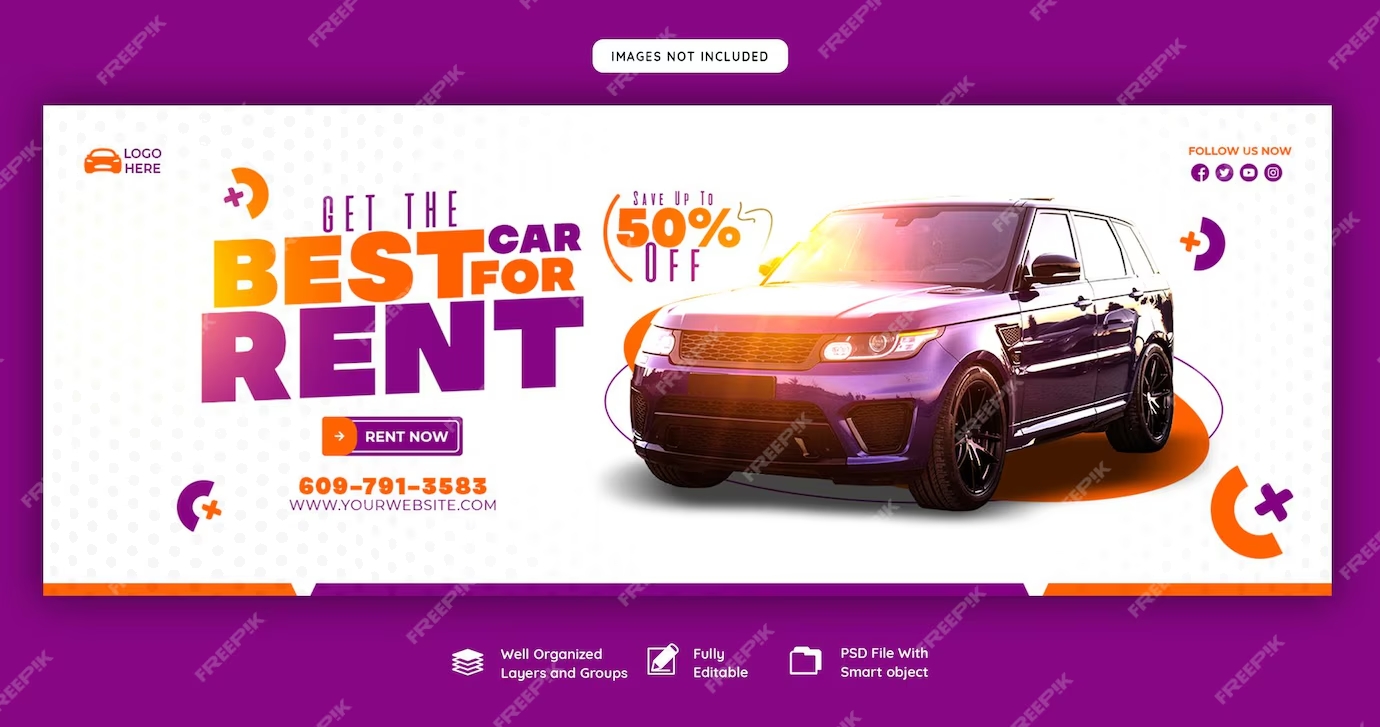 IMAGES NOT INCLUDED
LOGO
HERE
FOLLOW US NOW
GET THE
BEST CAR
FOR
RENT
SAVE UP TO
50%
OFF
RENT NOW
609-791-3583
WWW.YOURWEBSITE.COM
Well Organized
Layers and Groups
Fully
Editable
PSD File With
Smart object
FREEPIK